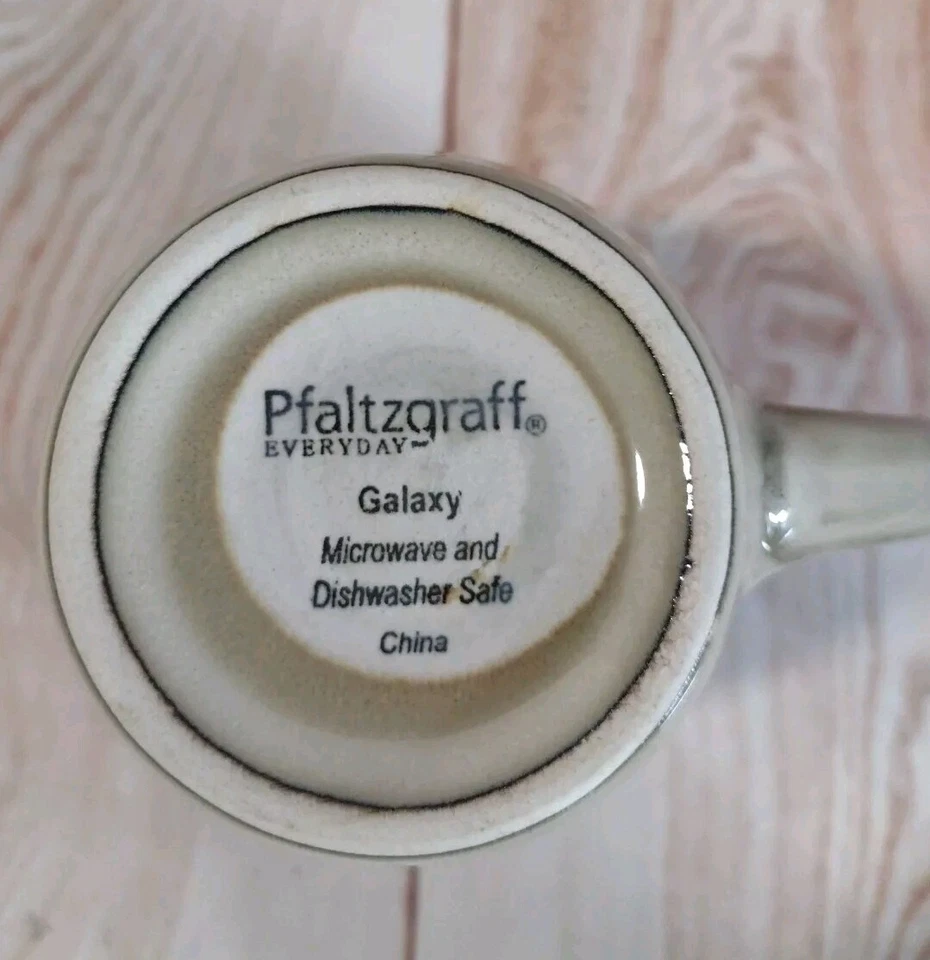 Pfaltzgraff®
EVERYDAY™
Galaxy
Microwave and
Dishwasher Safe
China